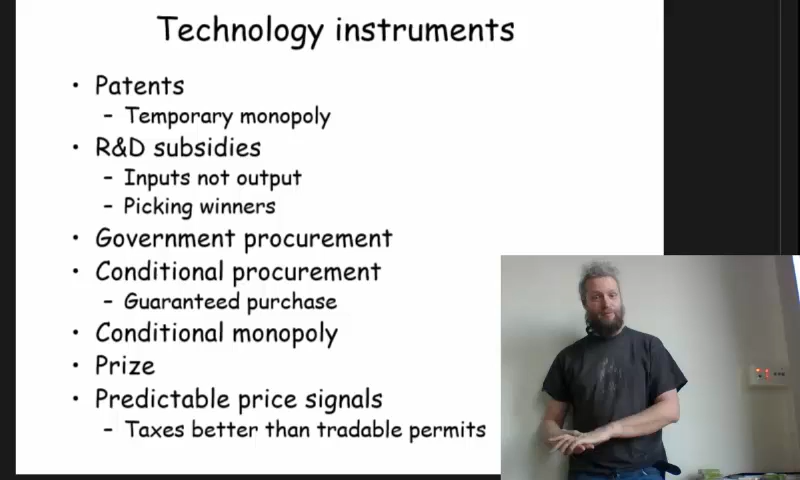 Technology instruments
• Patents
– Temporary monopoly
• R&D subsidies
– Inputs not output
– Picking winners
• Government procurement
• Conditional procurement
– Guaranteed purchase
• Conditional monopoly
• Prize
• Predictable price signals
– Taxes better than tradable permits